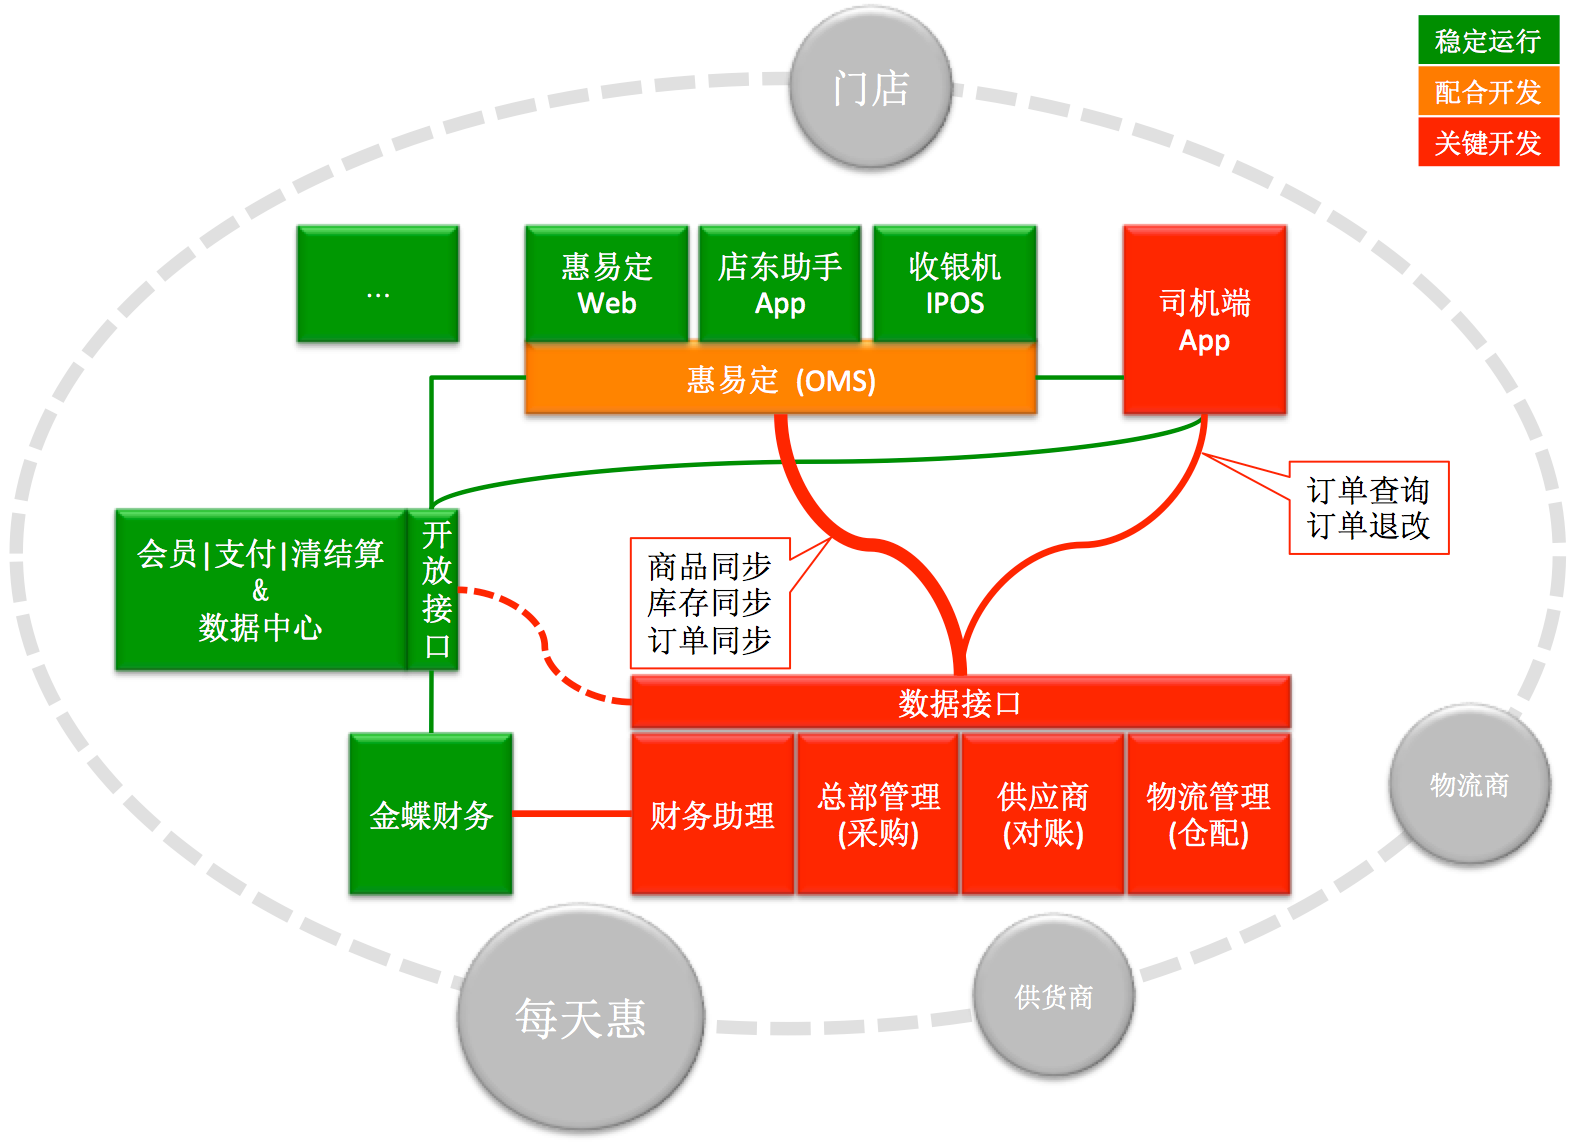 门店
稳定运行
配合开发
关键开发
...
惠易定
Web
店东助手
App
收银机
IPOS
司机端
App
惠易定 (OMS)
订单查询
订单退改
会员|支付|清结算
&
数据中心
开
放
接
口
商品同步
库存同步
订单同步
数据接口
金蝶财务
财务助理
总部管理
(采购)
供应商
(对账)
物流管理
(仓配)
物流商
每天惠
供货商